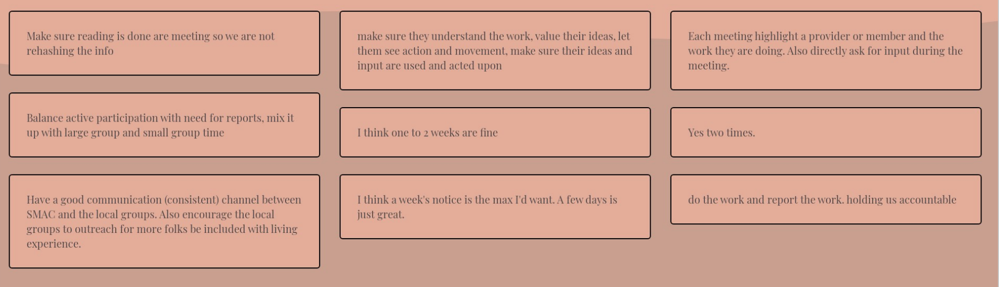 Make sure reading is done are meeting so we are not
rehashing the info
Balance active participation with need for reports, mix it
up with large group and small group time
Have a good communication (consistent) channel between
SMAC and the local groups. Also encourage the local
groups to outreach for more folks be included with living
experience.
make sure they understand the work, value their ideas, let
them see action and movement, make sure their ideas and
input are used and acted upon
I think one to 2 weeks are fine
I think a week's notice is the max I'd want. A few days is
just great.
Each meeting highlight a provider or member and the
work they are doing. Also directly ask for input during the
meeting.
Yes two times.
do the work and report the work. holding us accountable